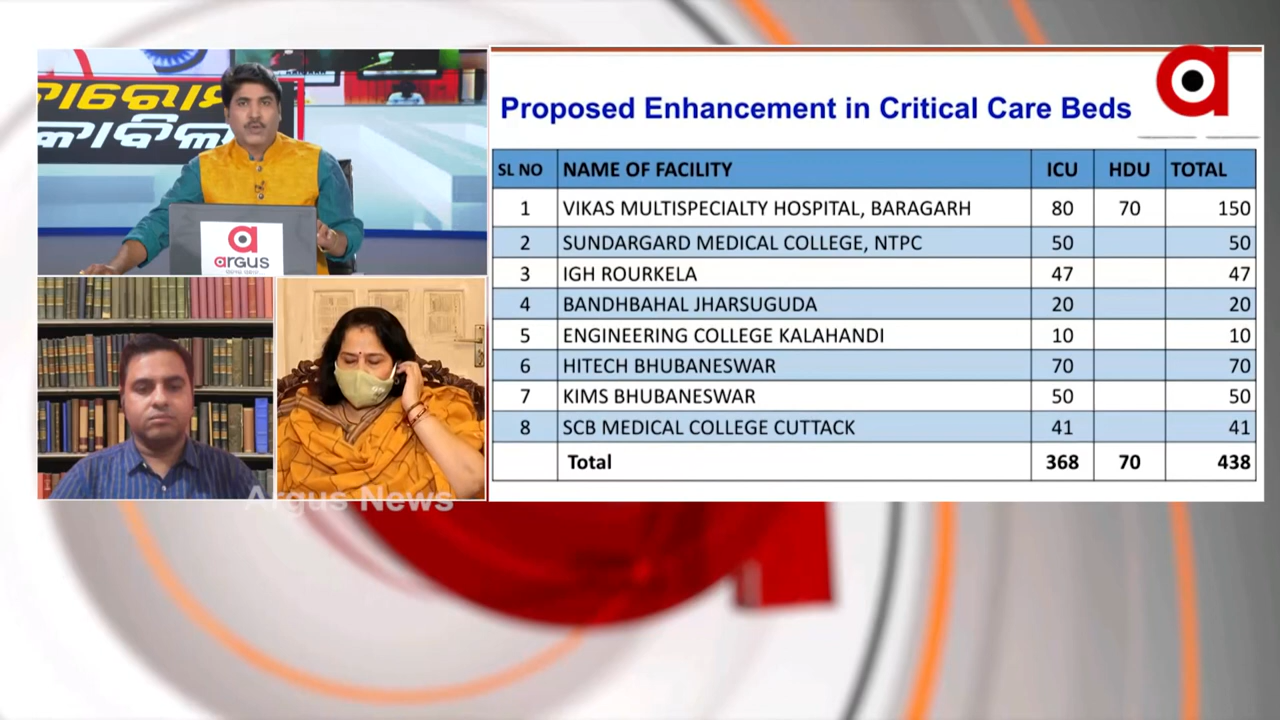 Proposed Enhancement in Critical Care Beds
SL NO NAME OF FACILITY ICU HDU TOTAL
1 VIKAS MULTISPECIALTY HOSPITAL, BARAGARH 80 70 150
2 SUNDARGARD MEDICAL COLLEGE, NTPC 50 50
3 IGH ROURKELA 47 47
4 BANDHBAHAL JHARSUGUDA 20 20
5 ENGINEERING COLLEGE KALAHANDI 10 10
6 HITECH BHUBANESWAR 70 70
7 KIMS BHUBANESWAR 50 50
8 SCB MEDICAL COLLEGE CUTTACK 41 41
Total 368 70 438
argus
Argus News